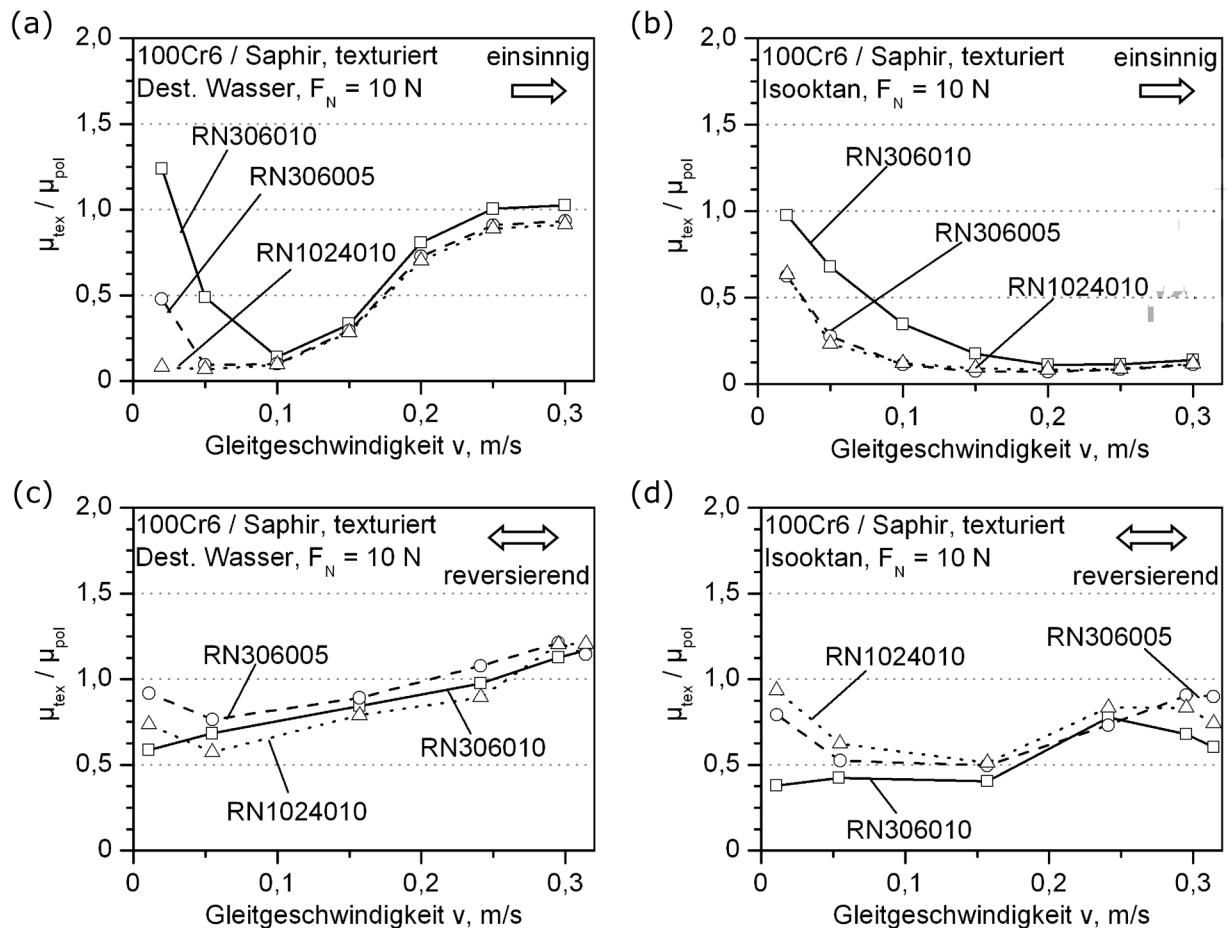 (a)
2,0
100Cr6 / Saphir, texturiert
Dest. Wasser, F_N = 10 N
einsinnig
1,5
RN306010
RN306005
1,0
RN1024010
0,5
0
μ_tex / μ_pol
0 0,1 0,2 0,3
Gleitgeschwindigkeit v, m/s
(b)
2,0
100Cr6 / Saphir, texturiert
Isooktan, F_N = 10 N
einsinnig
1,5
RN306010
1,0
RN306005
RN1024010
0,5
0
μ_tex / μ_pol
0 0,1 0,2 0,3
Gleitgeschwindigkeit v, m/s
(c)
2,0
100Cr6 / Saphir, texturiert
Dest. Wasser, F_N = 10 N
reversierend
1,5
RN306005
1,0
RN306010
0,5
RN1024010
0
μ_tex / μ_pol
0 0,1 0,2 0,3
Gleitgeschwindigkeit v, m/s
(d)
2,0
100Cr6 / Saphir, texturiert
Isooktan, F_N = 10 N
reversierend
1,5
RN306005
RN1024010
1,0
0,5
RN306010
0
μ_tex / μ_pol
0 0,1 0,2 0,3
Gleitgeschwindigkeit v, m/s